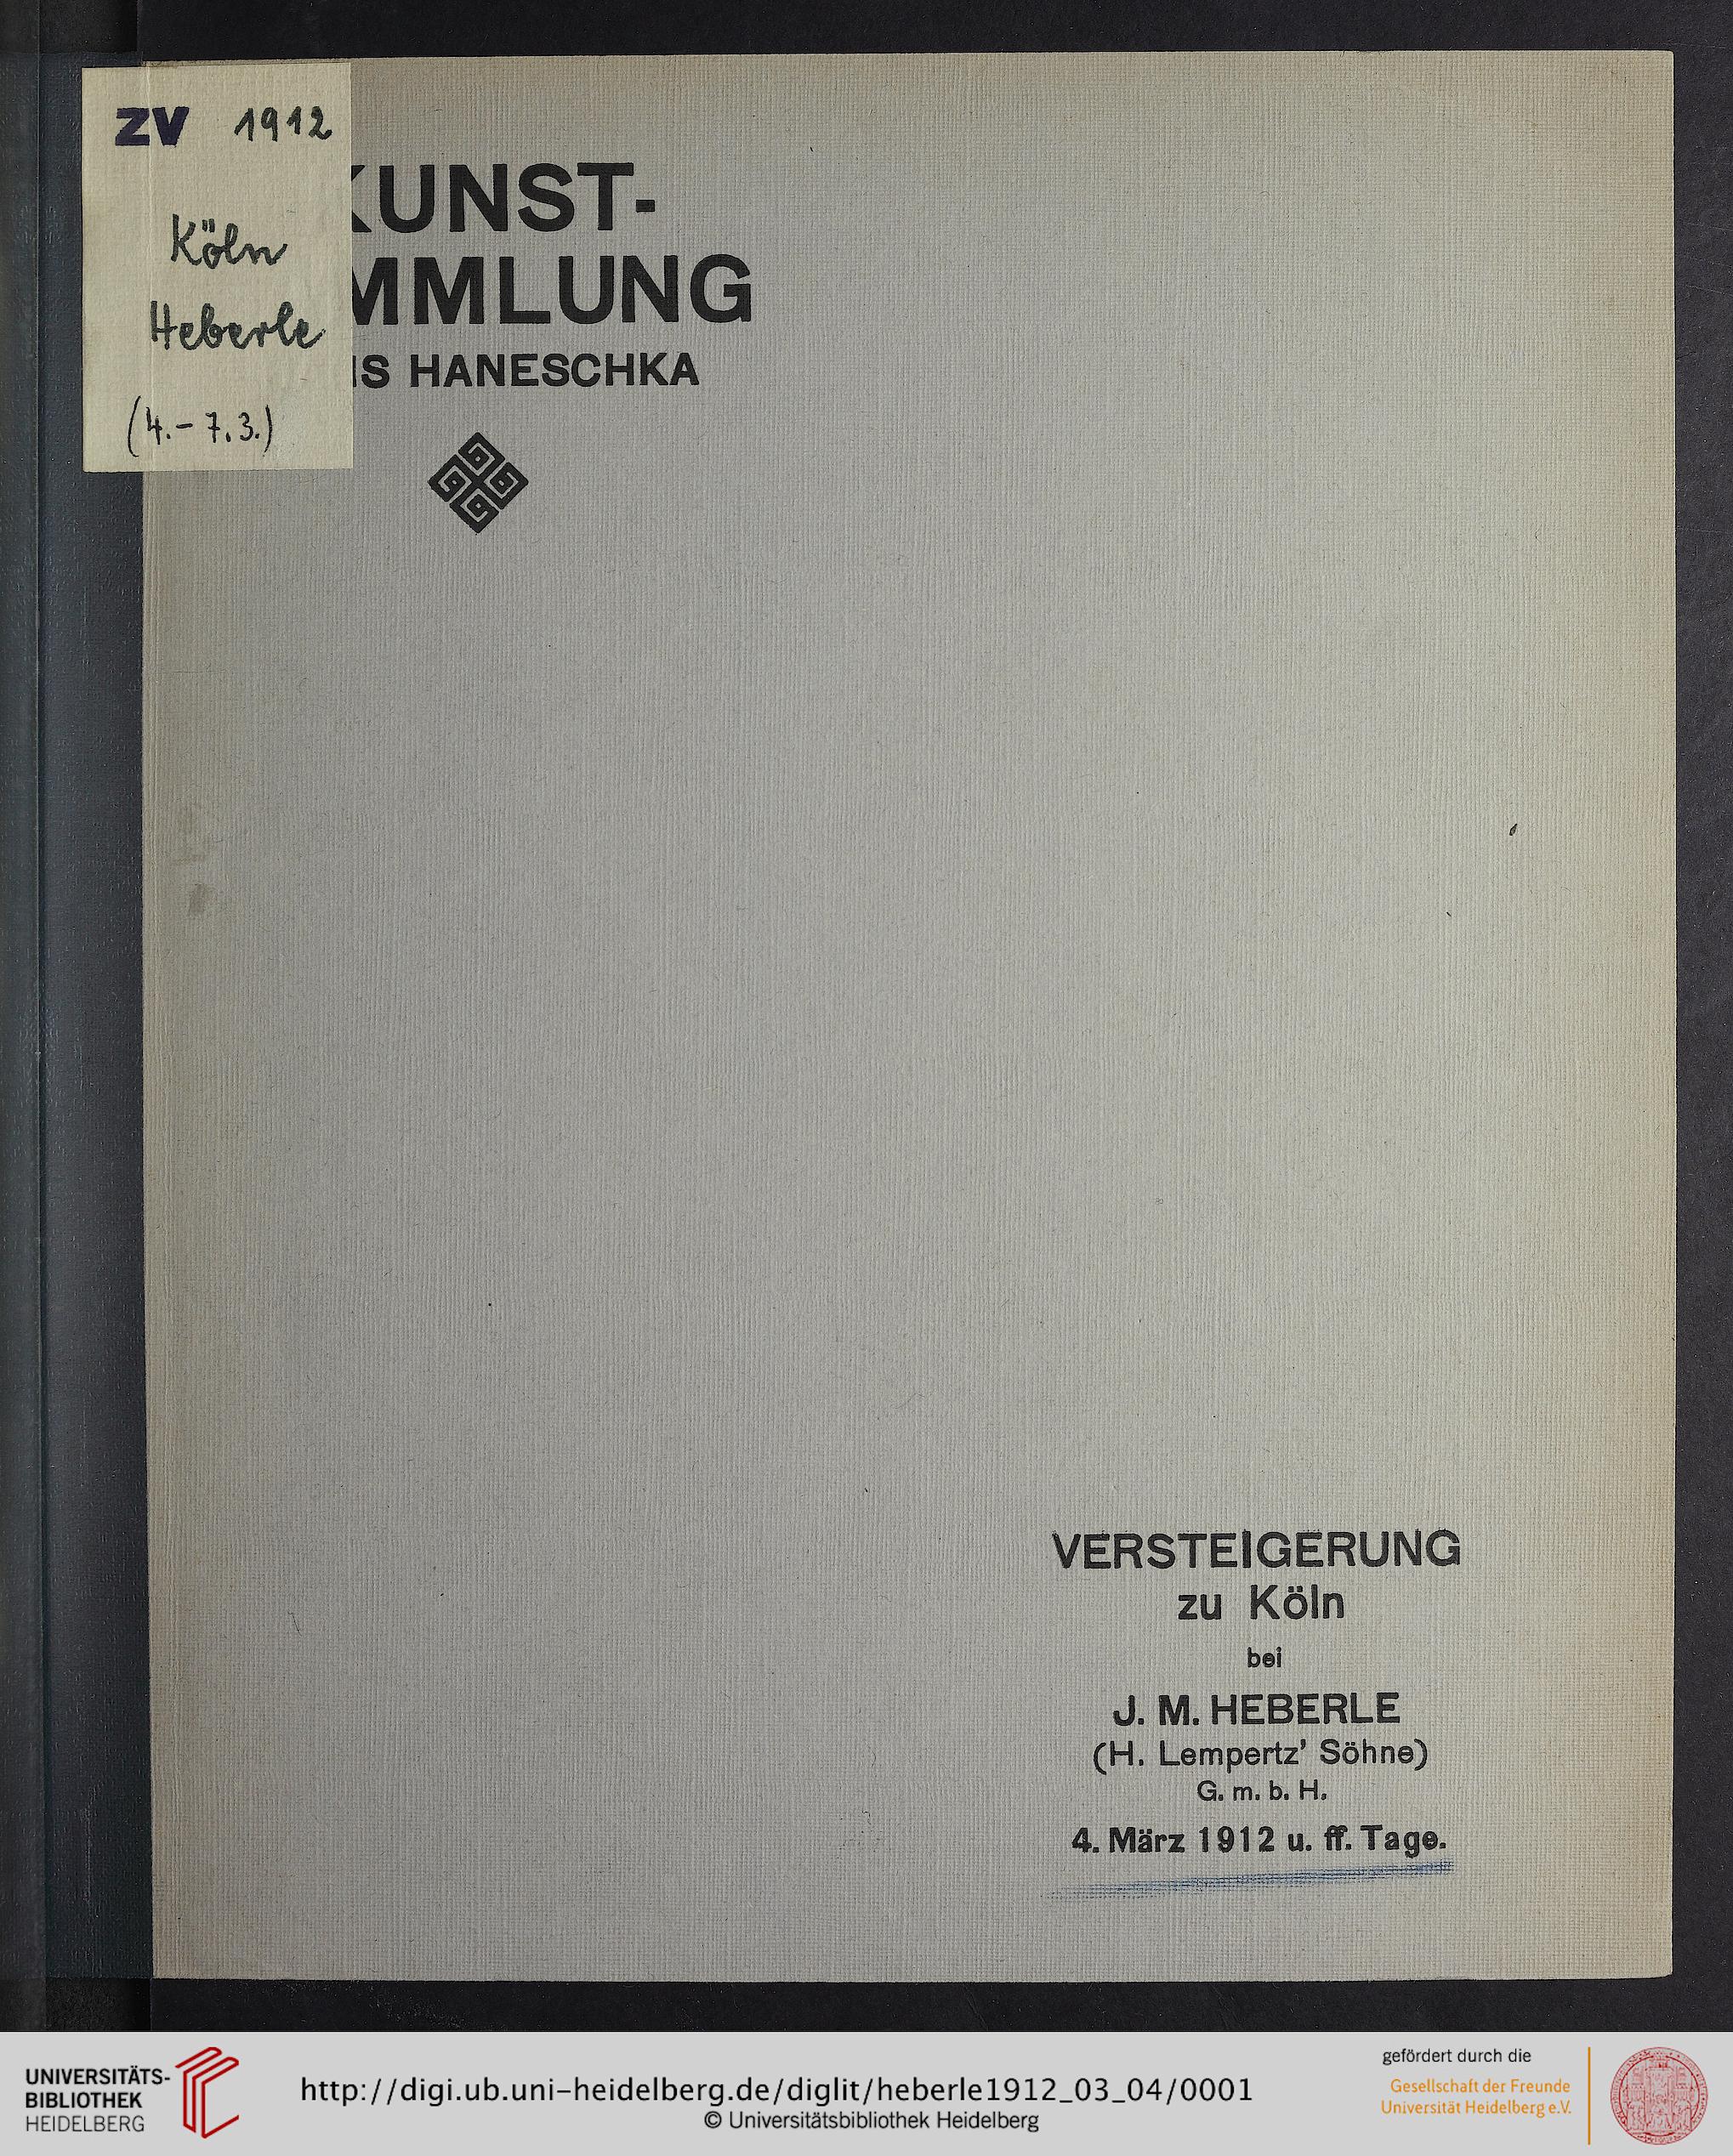 ZV 1912
Köln
Heberle
(4.-7.3.)
KUNST-
MMLUNG
IS HANESCHKA
VERSTEIGERUNG
zu Köln
bei
J. M. HEBERLE
(H. Lempertz' Söhne)
G. m. b. H.
4. März 1912 u. ff. Tage.
UNIVERSITÄTS-
BIBLIOTHEK
HEIDELBERG
http://digi.ub.uni-heidelberg.de/diglit/heberle1912_03_04/0001
© Universitätsbibliothek Heidelberg
gefördert durch die
Gesellschaft der Freunde
Universität Heidelberg e.V.